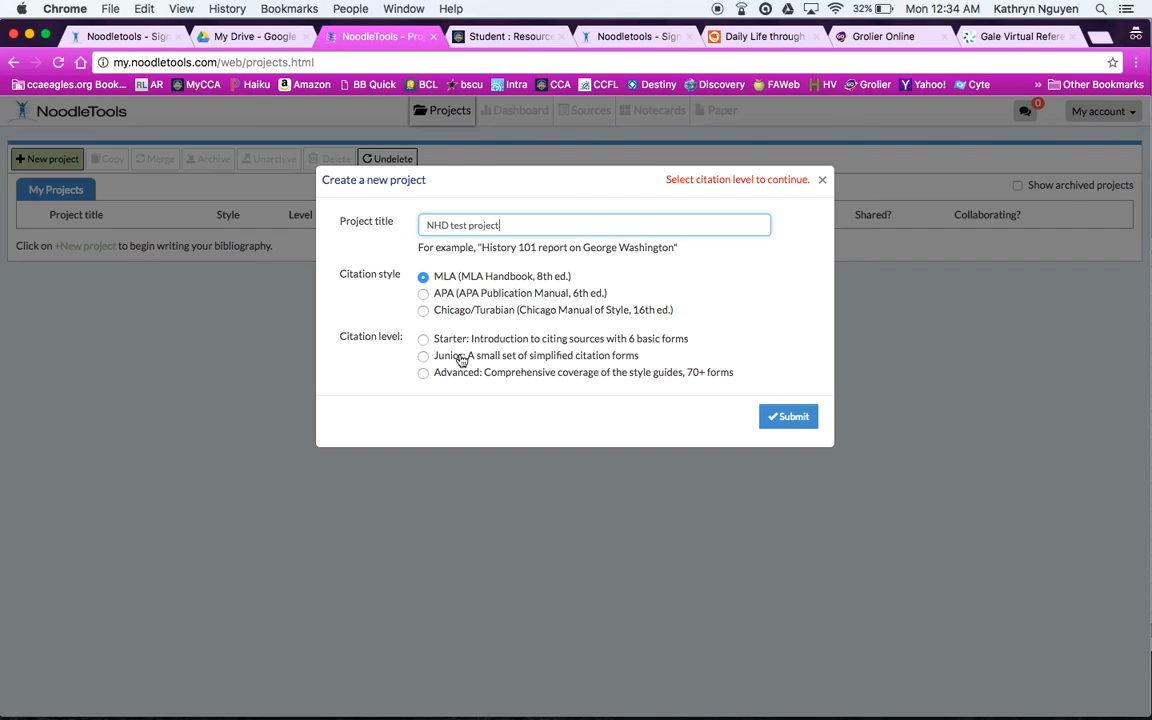 Chrome File Edit View History Bookmarks People Window Help 32% Mon 12:34 AM Kathryn Nguyen
Noodletools - Sig My Drive - Google NoodleTools - Pro Student : Resourc Noodletools - Sign Daily Life through Grolier Online Gale Virtual Refere
my.noodletools.com/web/projects.html
ccaeagles.org Book... AR MyCCA Haiku Amazon BB Quick BCL bscu Intra CCA CCFL Destiny Discovery FAWeb HV Grolier Yahoo! Cyte » Other Bookmarks
NoodleTools Projects Dashboard Sources Notecards Paper 0 My account
New project Copy Merge Archive Unarchive Delete Undelete
My Projects Show archived projects
Project title Style Level Shared? Collaborating?
Click on +New project to begin writing your bibliography.
Create a new project Select citation level to continue.
Project title NHD test project
For example, "History 101 report on George Washington"
Citation style MLA (MLA Handbook, 8th ed.)
APA (APA Publication Manual, 6th ed.)
Chicago/Turabian (Chicago Manual of Style, 16th ed.)
Citation level: Starter: Introduction to citing sources with 6 basic forms
Junior: A small set of simplified citation forms
Advanced: Comprehensive coverage of the style guides, 70+ forms
Submit